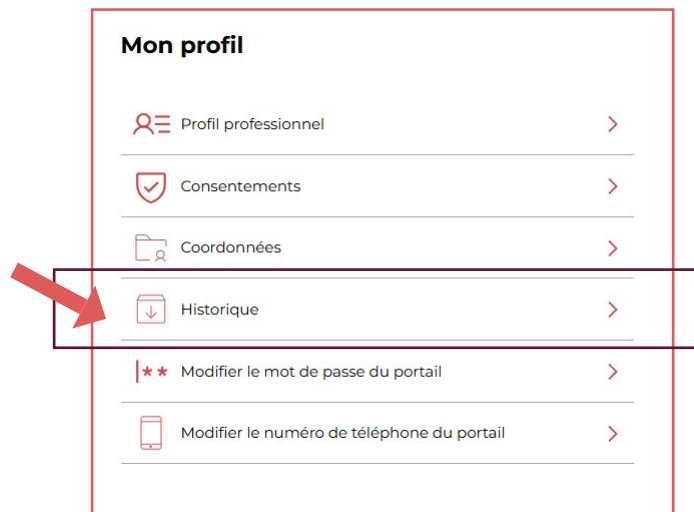 Mon profil
Profil professionnel
Consentements
Coordonnées
Historique
|** Modifier le mot de passe du portail
Modifier le numéro de téléphone du portail